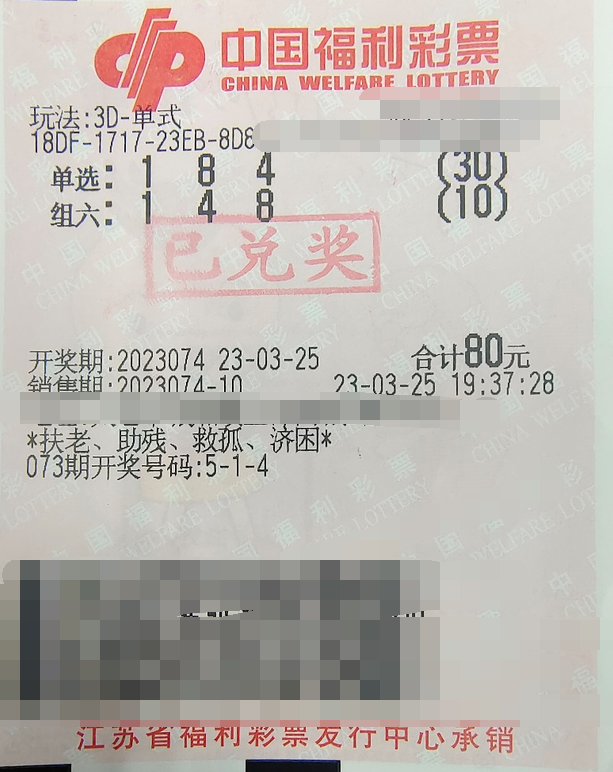 中国福利彩票
CHINA WELFARE LOTTERY
玩法:3D-单式
18DF-1717-23EB-8D8
单选: 1 8 4 (30)
组六: 1 4 8 (10)
已兑奖
开奖期:2023074 23-03-25 合计80元
销售期:2023074-10 23-03-25 19:37:28
*扶老、助残、救孤、济困*
073期开奖号码:5-1-4
江苏省福利彩票发行中心承销